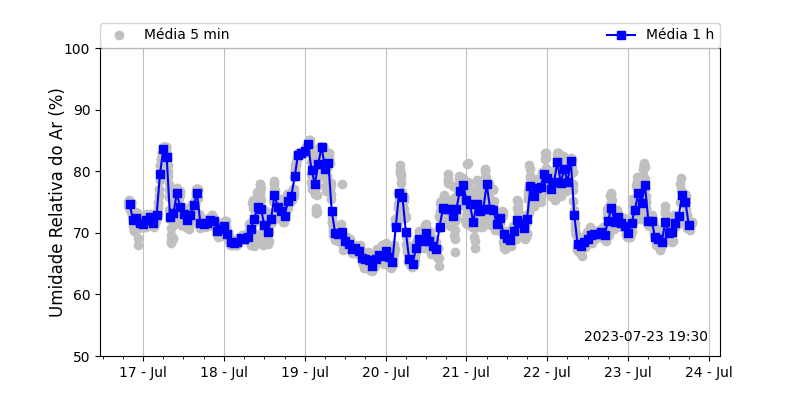 Média 5 min
Média 1 h
100
90
80
70
60
50
Umidade Relativa do Ar (%)
2023-07-23 19:30
17 - Jul
18 - Jul
19 - Jul
20 - Jul
21 - Jul
22 - Jul
23 - Jul
24 - Jul